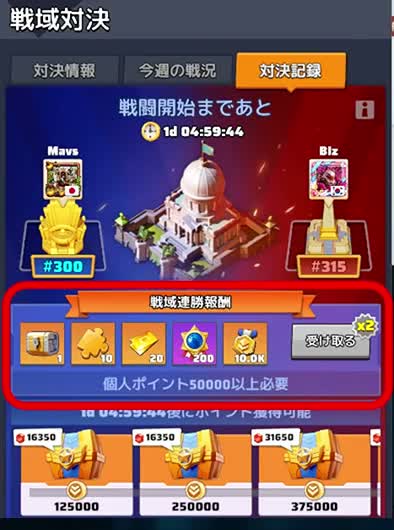 戦域対決
対決情報 今週の戦況 対決記録
戦闘開始まであと
1d 04:59:44
Mavs Blz
#300 #315
戦域連勝報酬
x2
1 10 20 200 10.0K 受け取る
個人ポイント50000以上必要
1d 04:59:44後にポイント獲得可能
16350 16350 31650
125000 250000 375000